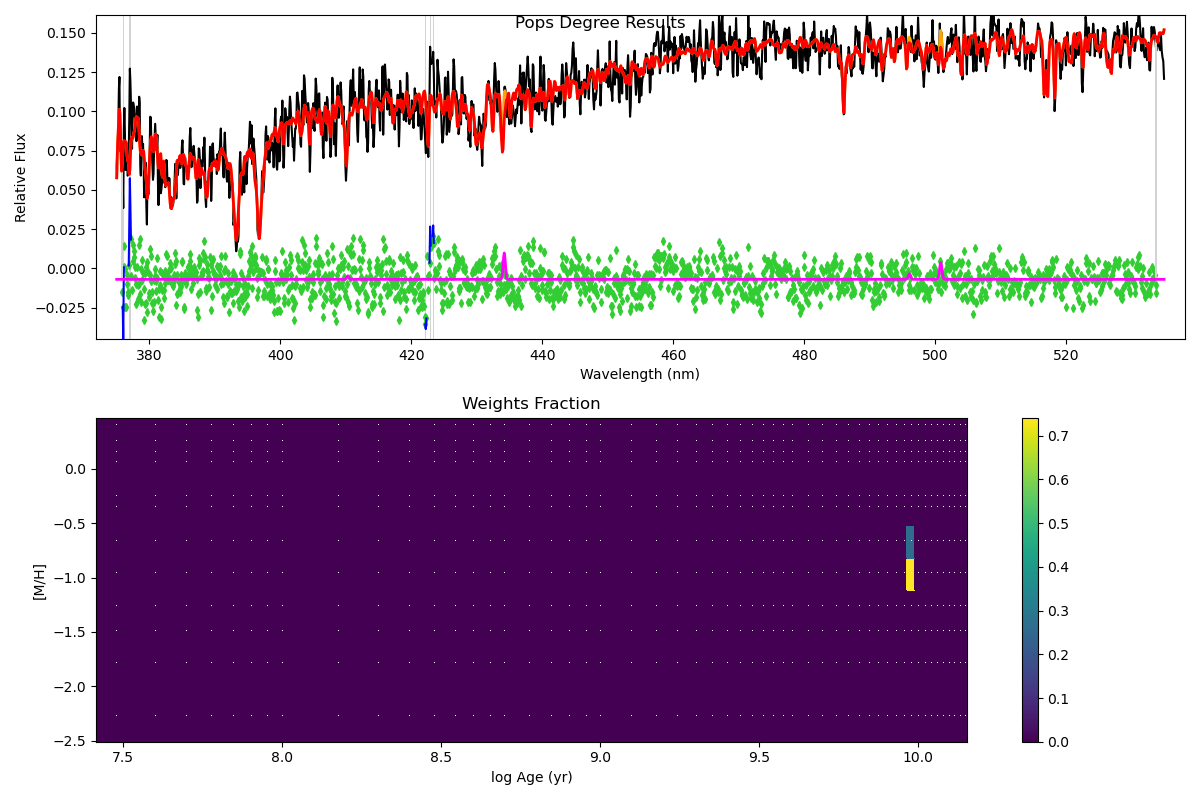 Pops Degree Results
0.150
0.125
0.100
0.075
0.050
0.025
0.000
−0.025
Relative Flux
380 400 420 440 460 480 500 520
Wavelength (nm)
Weights Fraction
0.0
−0.5
−1.0
−1.5
−2.0
−2.5
[M/H]
7.5 8.0 8.5 9.0 9.5 10.0
log Age (yr)
0.7
0.6
0.5
0.4
0.3
0.2
0.1
0.0